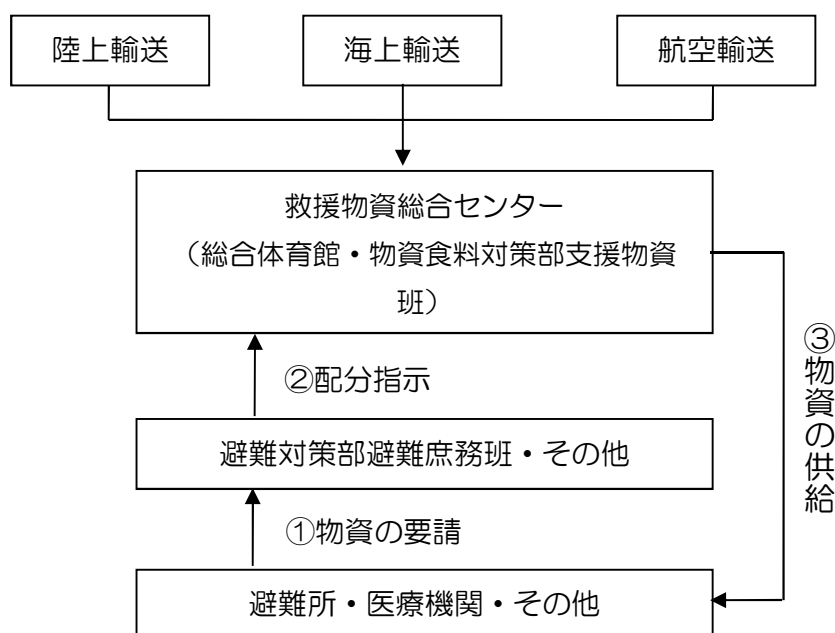 陸上輸送
海上輸送
航空輸送
救援物資総合センター
（総合体育館・物資食料対策部支援物資
班）
②配分指示
③物資の供給
避難対策部避難庶務班・その他
①物資の要請
避難所・医療機関・その他